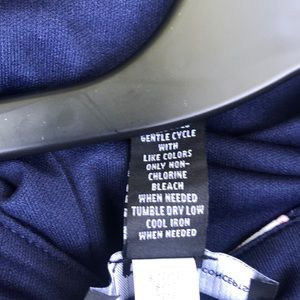 GENTLE CYCLE
WITH
LIKE COLORS
ONLY NON-
CHLORINE
BLEACH
WHEN NEEDED
TUMBLE DRY LOW
COOL IRON
WHEN NEEDED